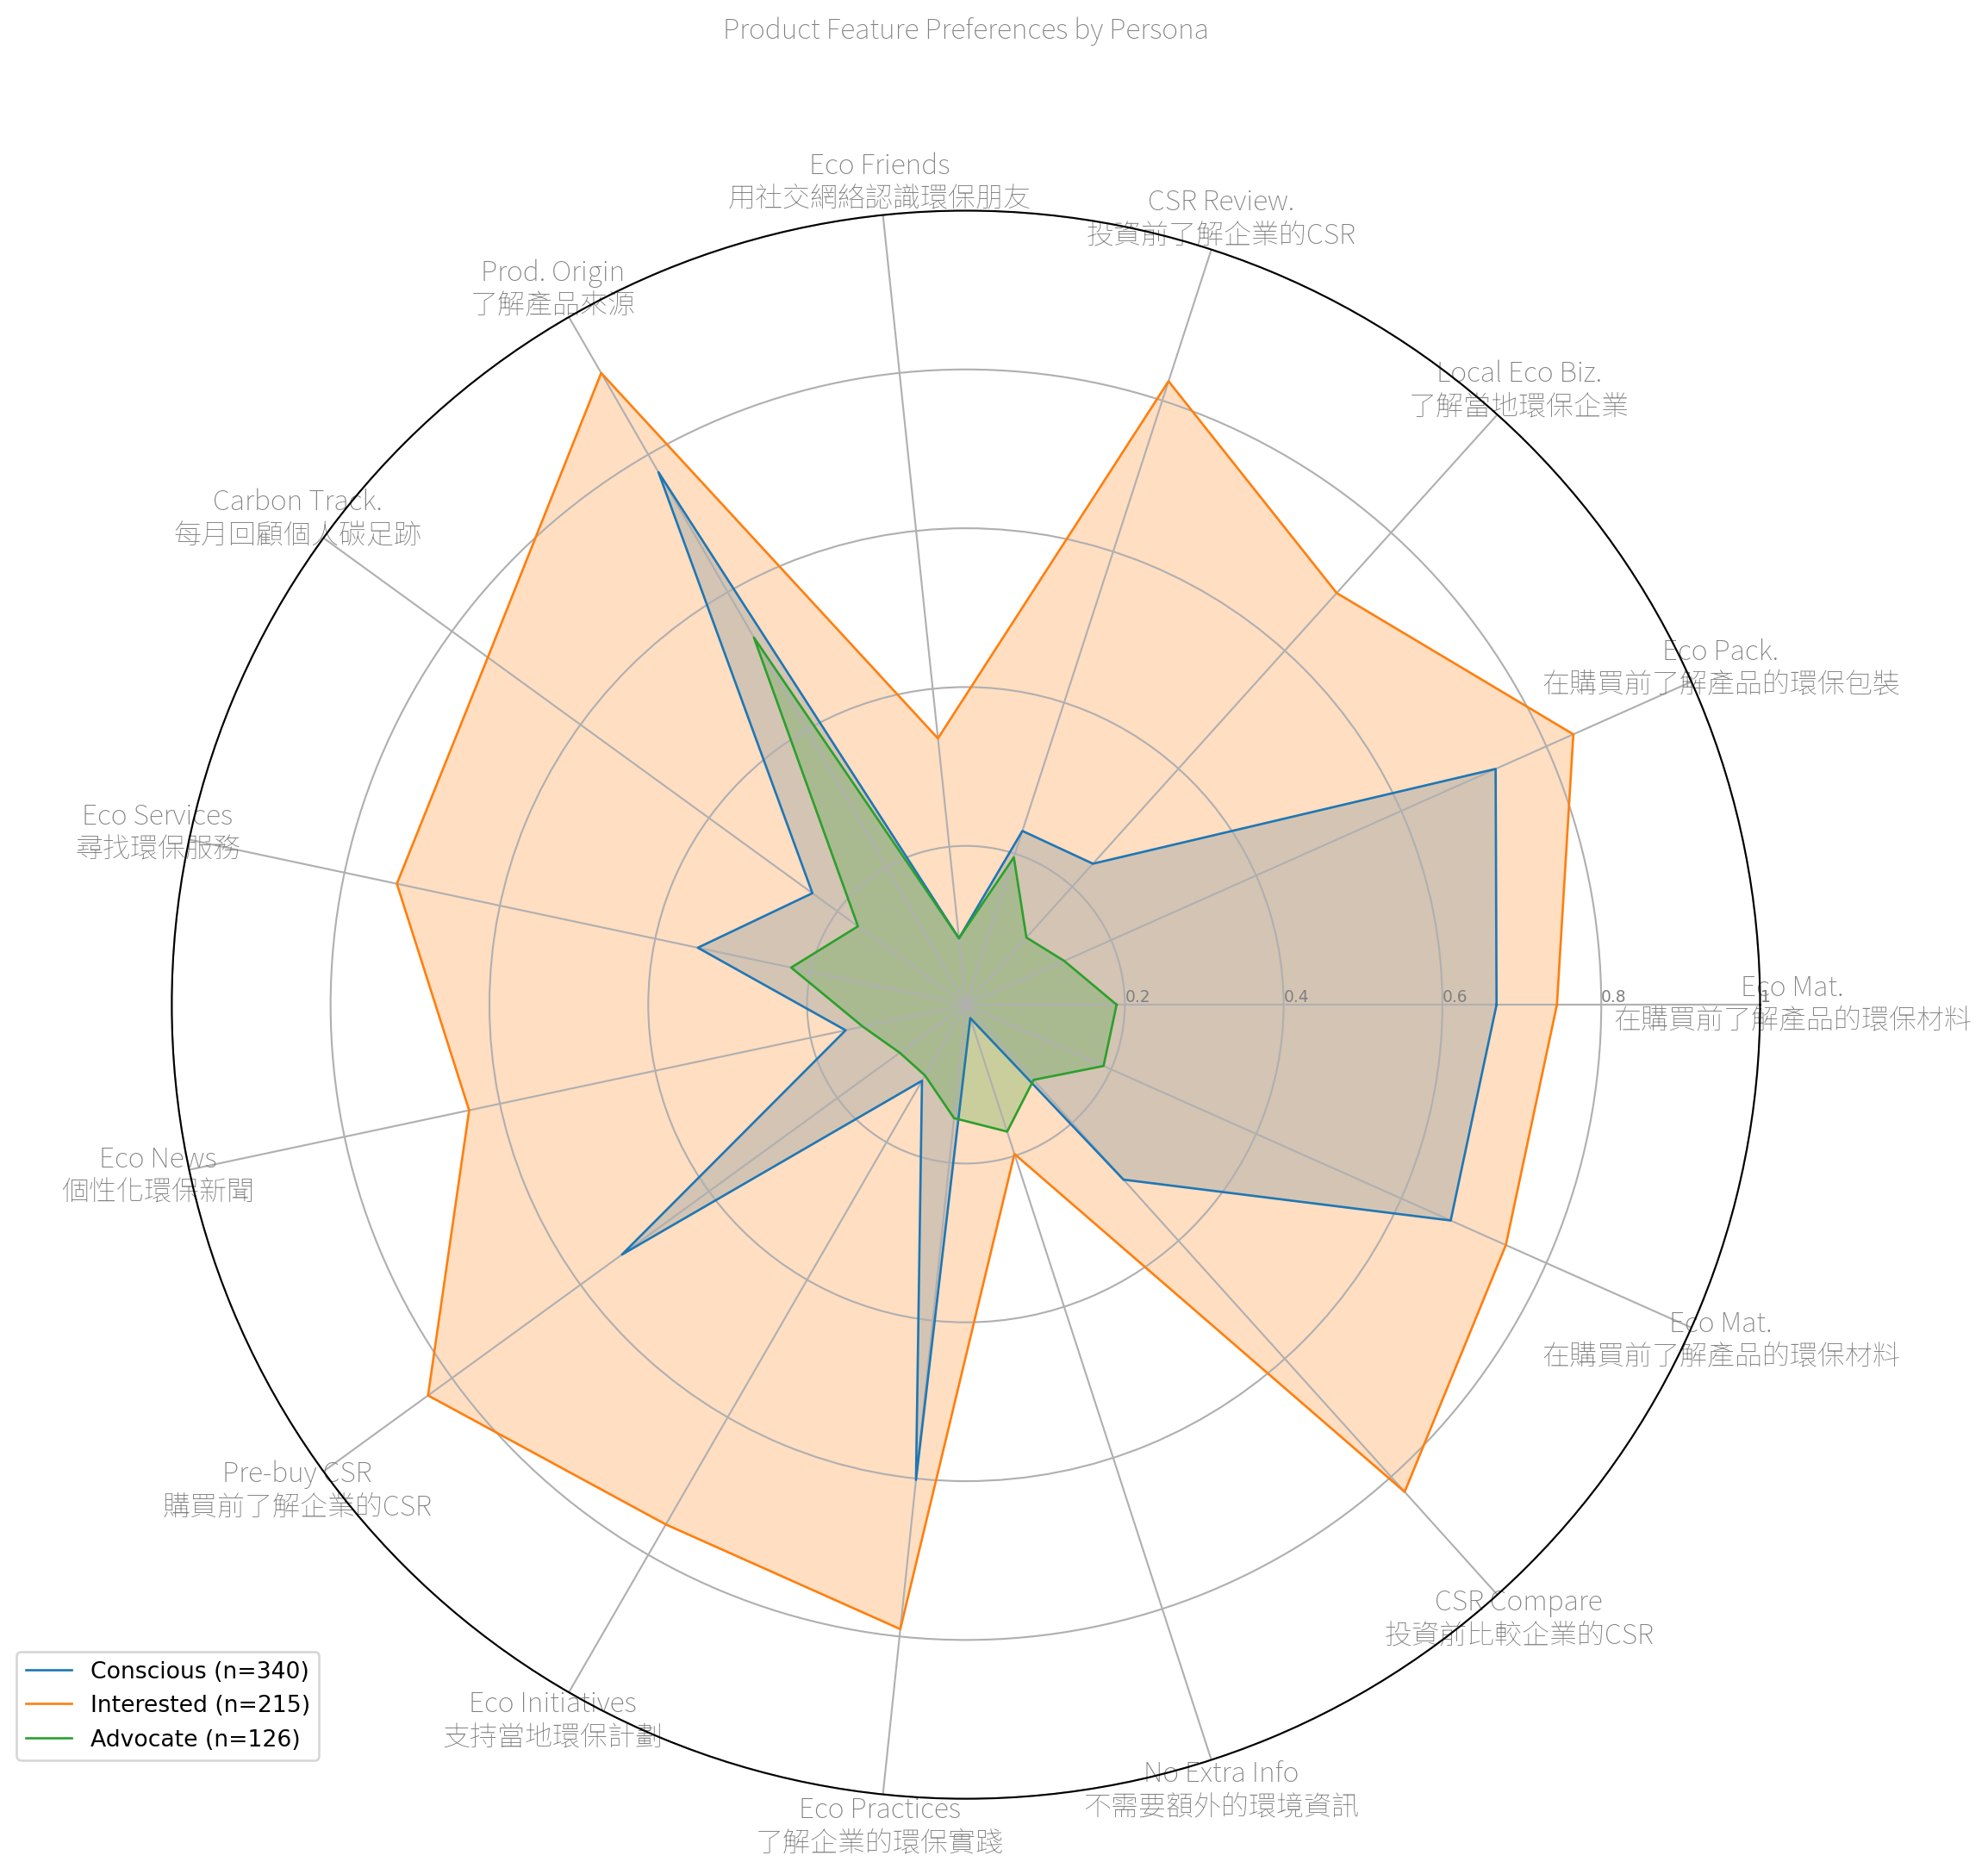 Product Feature Preferences by Persona
Eco Friends
用社交網絡認識環保朋友
CSR Review.
投資前了解企業的CSR
Prod. Origin
了解產品來源
Local Eco Biz.
了解當地環保企業
Carbon Track.
每月回顧個人碳足跡
Eco Pack.
在購買前了解產品的環保包裝
Eco Services
尋找環保服務
0.2
0.4
0.6
0.8
1
Eco Mat.
在購買前了解產品的環保材料
Eco News
個性化環保新聞
Eco Mat.
在購買前了解產品的環保材料
Pre-buy CSR
購買前了解企業的CSR
CSR Compare
投資前比較企業的CSR
Eco Initiatives
支持當地環保計劃
No Extra Info
不需要額外的環境資訊
Eco Practices
了解企業的環保實踐
Conscious (n=340)
Interested (n=215)
Advocate (n=126)